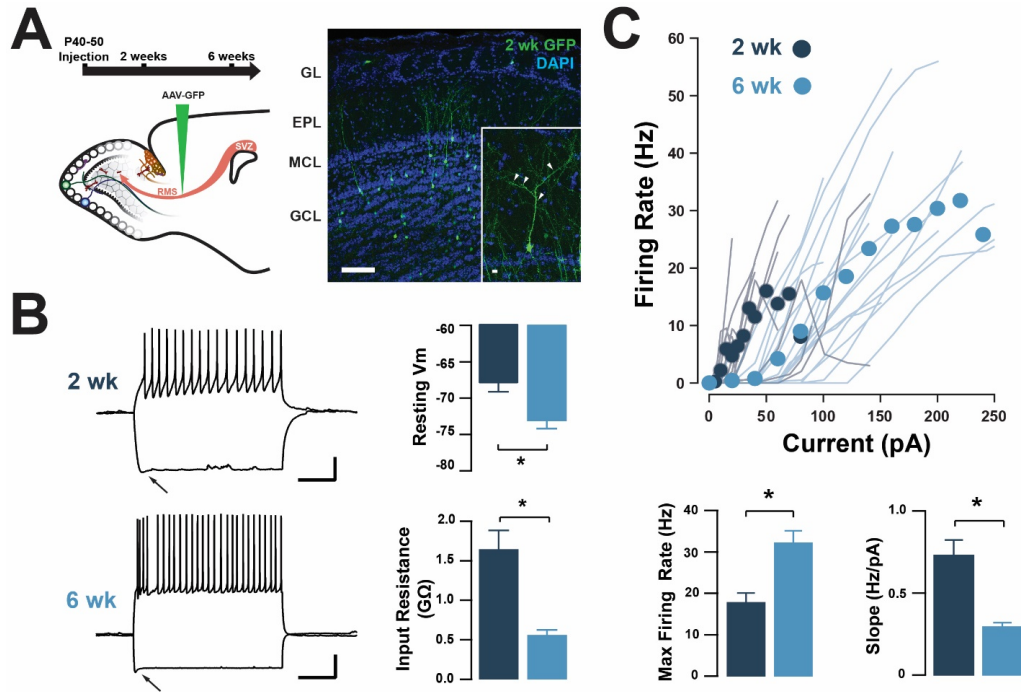 A
P40-50
Injection
2 weeks
6 weeks
AAV-GFP
SVZ
RMS
GL
EPL
MCL
GCL
2 wk GFP
DAPI
B
2 wk
6 wk
Resting Vm
-60
-65
-70
-75
-80
*
Input Resistance
(GΩ)
2.0
1.5
1.0
0.5
0.0
*
C
2 wk
6 wk
Firing Rate (Hz)
60
50
40
30
20
10
0
0
50
100
150
200
250
Current (pA)
Max Firing Rate (Hz)
40
30
20
10
0
*
Slope (Hz/pA)
1.0
0.5
0
*